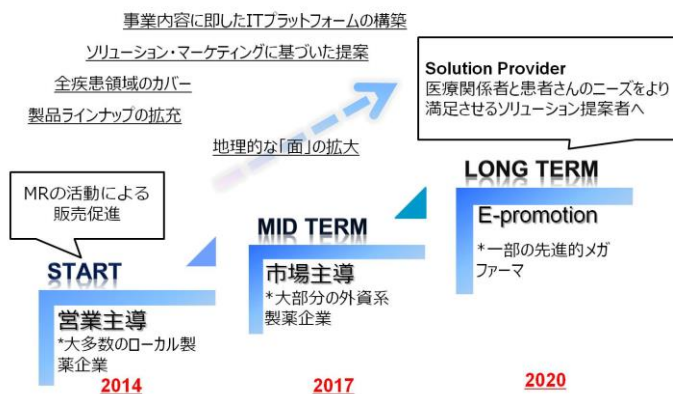 事業内容に即したITプラットフォームの構築
ソリューション・マーケティングに基づいた提案
全疾患領域のカバー
製品ラインナップの拡充
地理的な「面」の拡大
Solution Provider
医療関係者と患者さんのニーズをより
満足させるソリューション提案者へ
MRの活動による
販売促進
START
営業主導
*大多数のローカル製
薬企業
2014
MID TERM
市場主導
*大部分の外資系
製薬企業
2017
LONG TERM
E-promotion
*一部の先進的メガ
ファーマ
2020